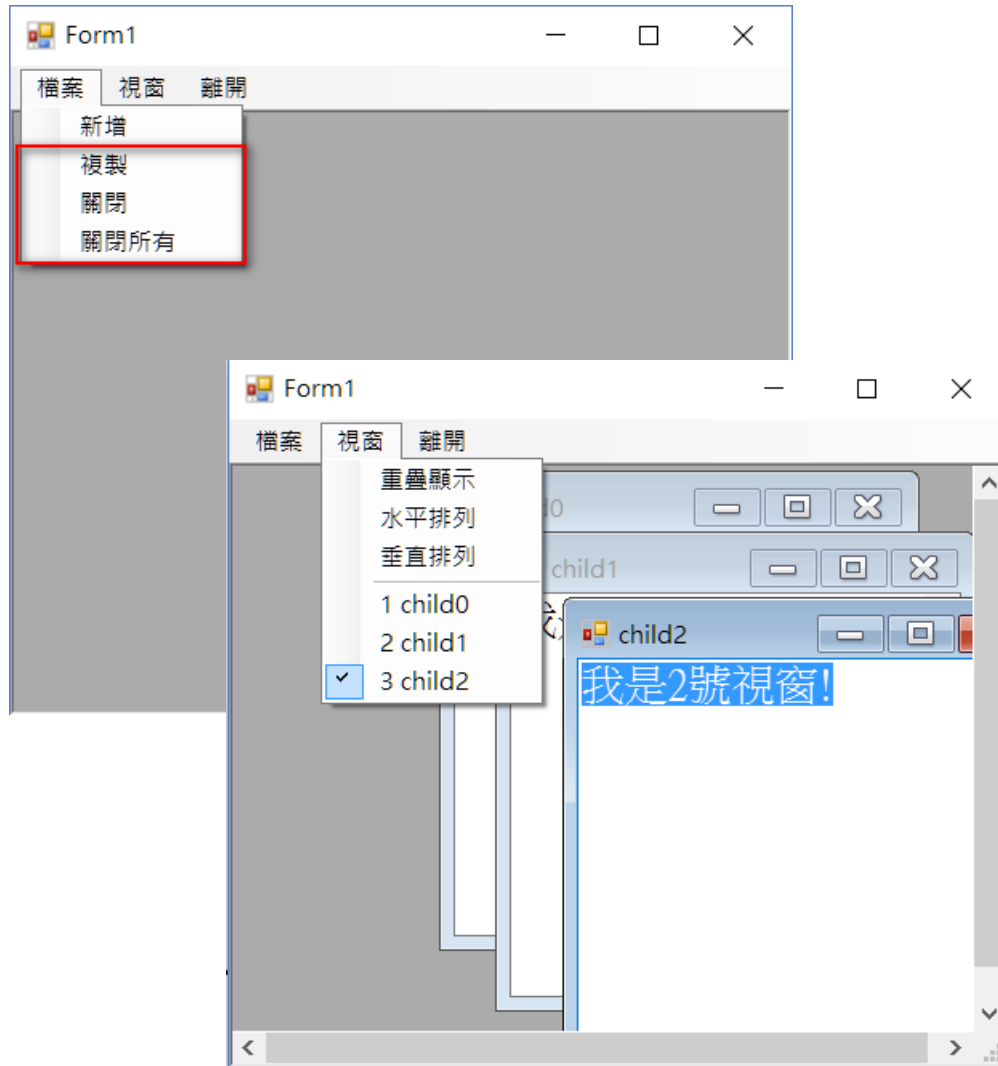 Form1
檔案 視窗 離開
新增
複製
關閉
關閉所有
Form1
檔案 視窗 離開
重疊顯示
水平排列
垂直排列
1 child0
2 child1
3 child2
child1
child2
我是2號視窗!